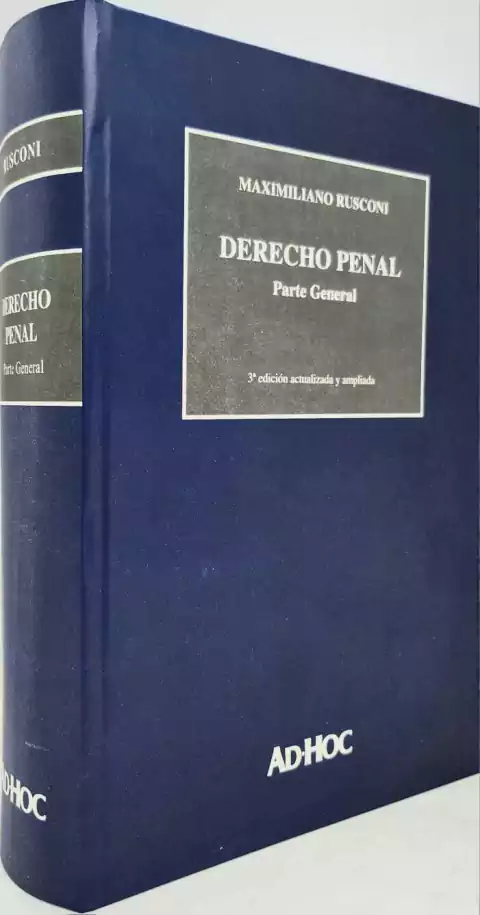 RUSCONI
DERECHO
PENAL
Parte General
AD-HOC
MAXIMILIANO RUSCONI
DERECHO PENAL
Parte General
3ª edición actualizada y ampliada
AD-HOC